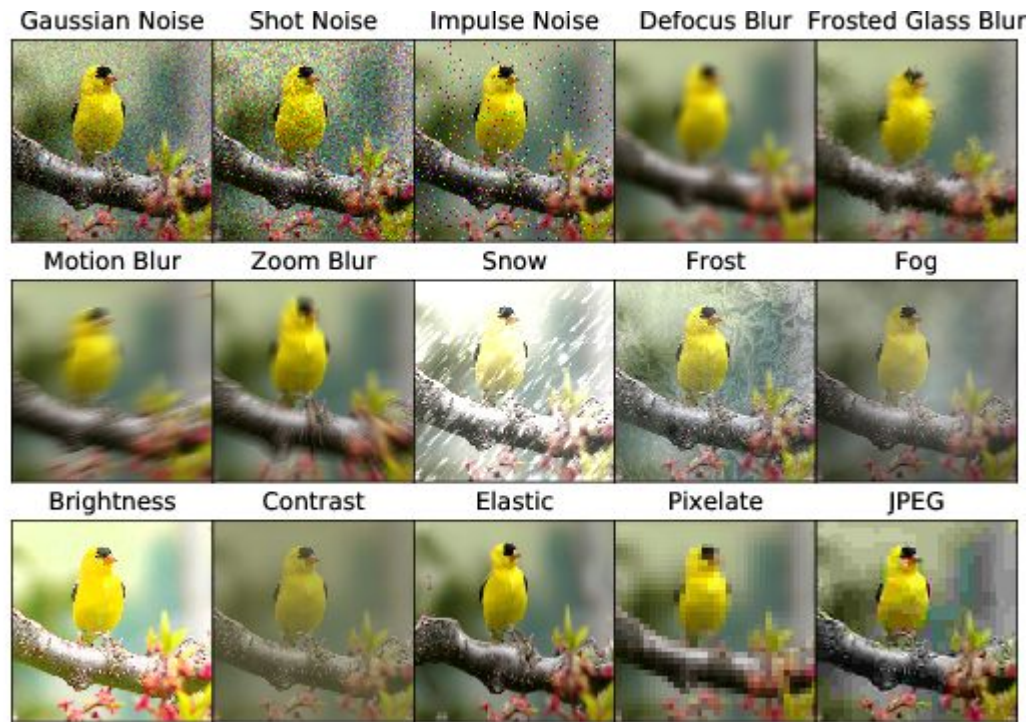 Gaussian Noise Shot Noise Impulse Noise Defocus Blur Frosted Glass Blur
Motion Blur Zoom Blur Snow Frost Fog
Brightness Contrast Elastic Pixelate JPEG